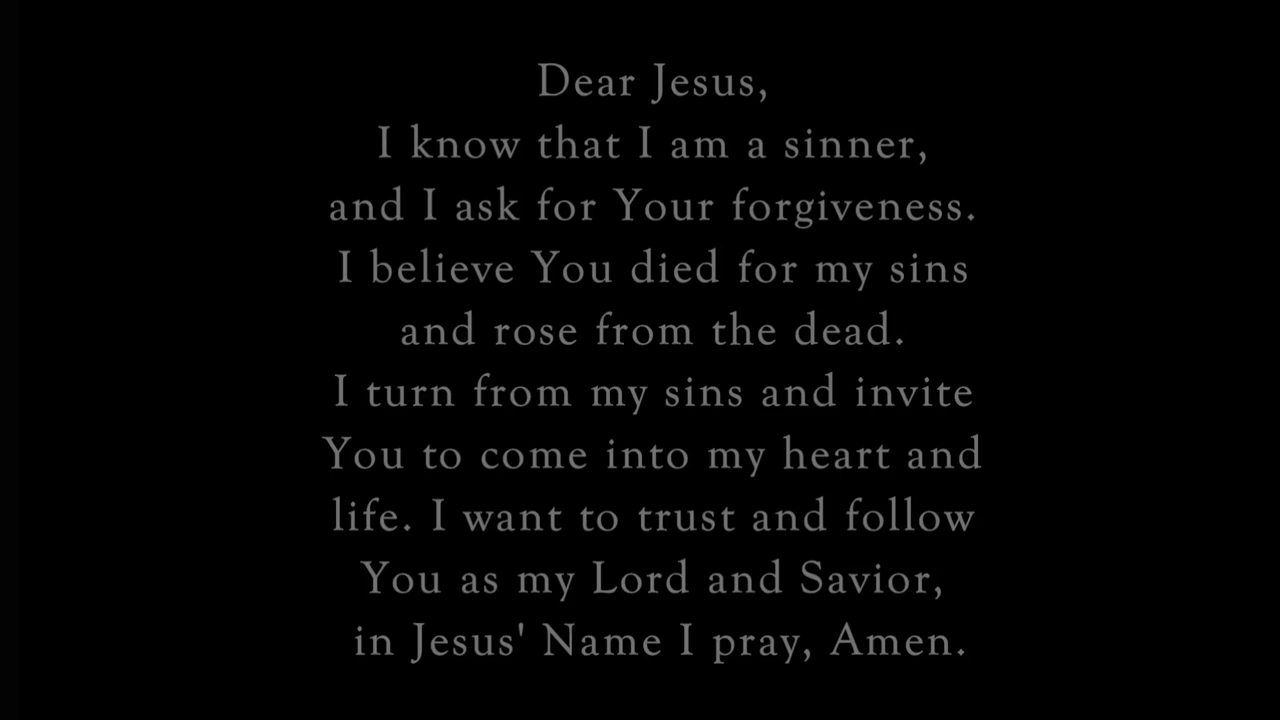 Dear Jesus,
I know that I am a sinner,
and I ask for Your forgiveness.
I believe You died for my sins
and rose from the dead.
I turn from my sins and invite
You to come into my heart and
life. I want to trust and follow
You as my Lord and Savior,
in Jesus' Name I pray, Amen.